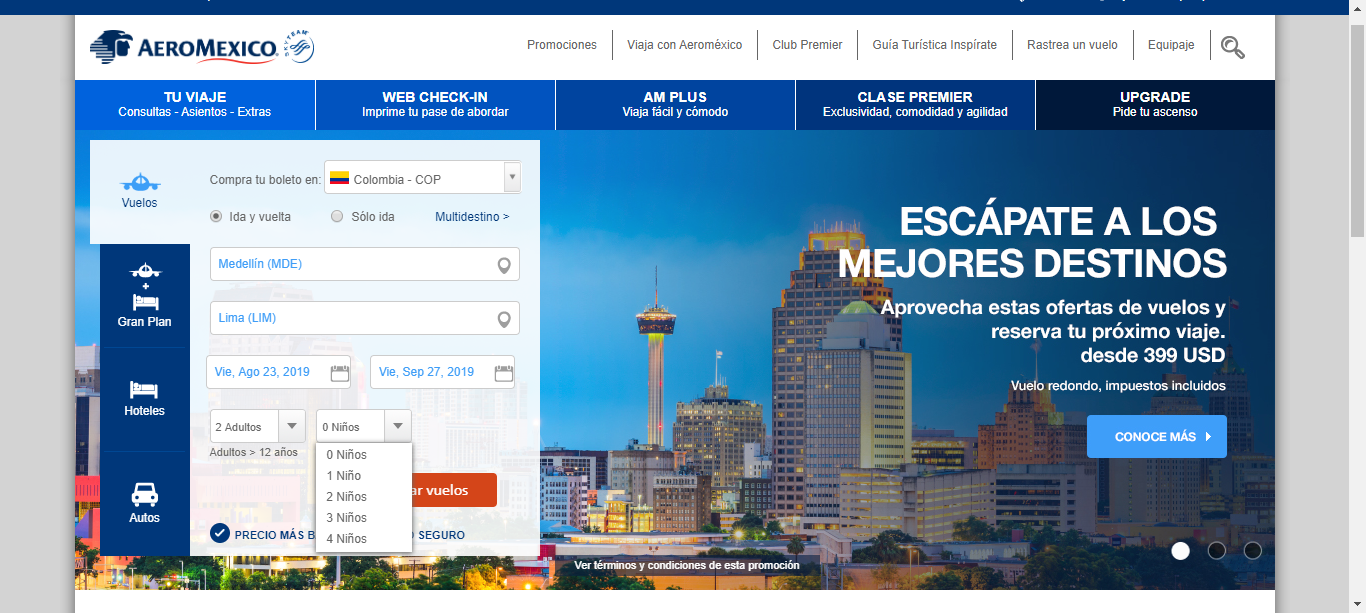 AEROMEXICO.
SKYTEAM
Promociones
Viaja con Aeroméxico
Club Premier
Guía Turística Inspírate
Rastrea un vuelo
Equipaje
TU VIAJE
Consultas - Asientos - Extras
WEB CHECK-IN
Imprime tu pase de abordar
AM PLUS
Viaja fácil y cómodo
CLASE PREMIER
Exclusividad, comodidad y agilidad
UPGRADE
Pide tu ascenso
Vuelos
+
Gran Plan
Hoteles
Autos
Compra tu boleto en:
Colombia - COP
Ida y vuelta
Sólo ida
Multidestino >
Medellín (MDE)
Lima (LIM)
Vie, Ago 23, 2019
Vie, Sep 27, 2019
2 Adultos
0 Niños
Adultos > 12 años
0 Niños
1 Niño
2 Niños
3 Niños
4 Niños
ar vuelos
PRECIO MÁS B
O SEGURO
ESCÁPATE A LOS
MEJORES DESTINOS
Aprovecha estas ofertas de vuelos y
reserva tu próximo viaje.
desde 399 USD
Vuelo redondo, impuestos incluidos
CONOCE MÁS
Ver términos y condiciones de esta promoción